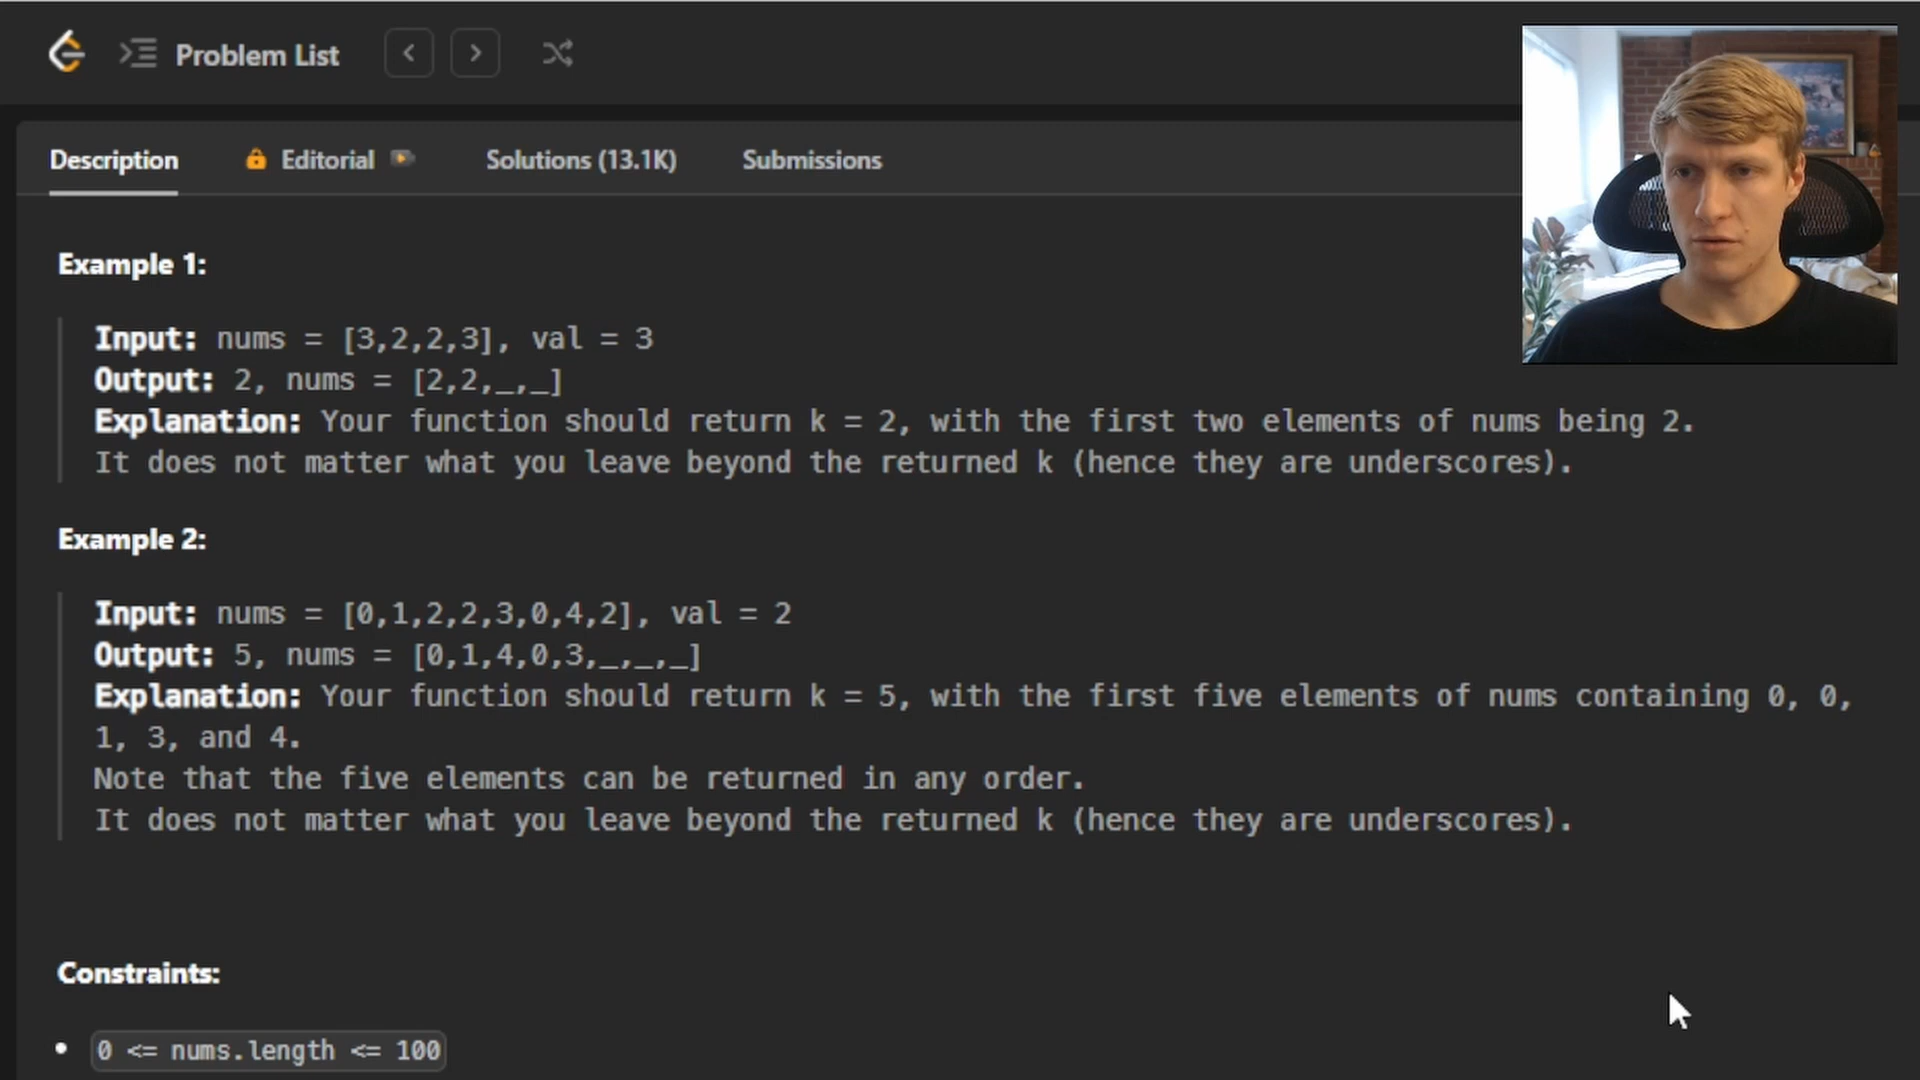 Problem List
Description Editorial Solutions (13.1K) Submissions
Example 1:
Input: nums = [3,2,2,3], val = 3
Output: 2, nums = [2,2,_,_]
Explanation: Your function should return k = 2, with the first two elements of nums being 2.
It does not matter what you leave beyond the returned k (hence they are underscores).
Example 2:
Input: nums = [0,1,2,2,3,0,4,2], val = 2
Output: 5, nums = [0,1,4,0,3,_,_,_]
Explanation: Your function should return k = 5, with the first five elements of nums containing 0, 0,
1, 3, and 4.
Note that the five elements can be returned in any order.
It does not matter what you leave beyond the returned k (hence they are underscores).
Constraints:
0 <= nums.length <= 100